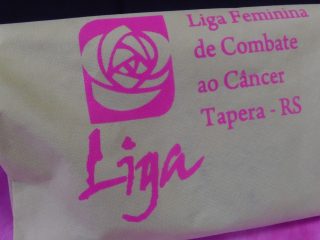 Liga Feminina
de Combate
ao Câncer
Tapera - RS
Liga